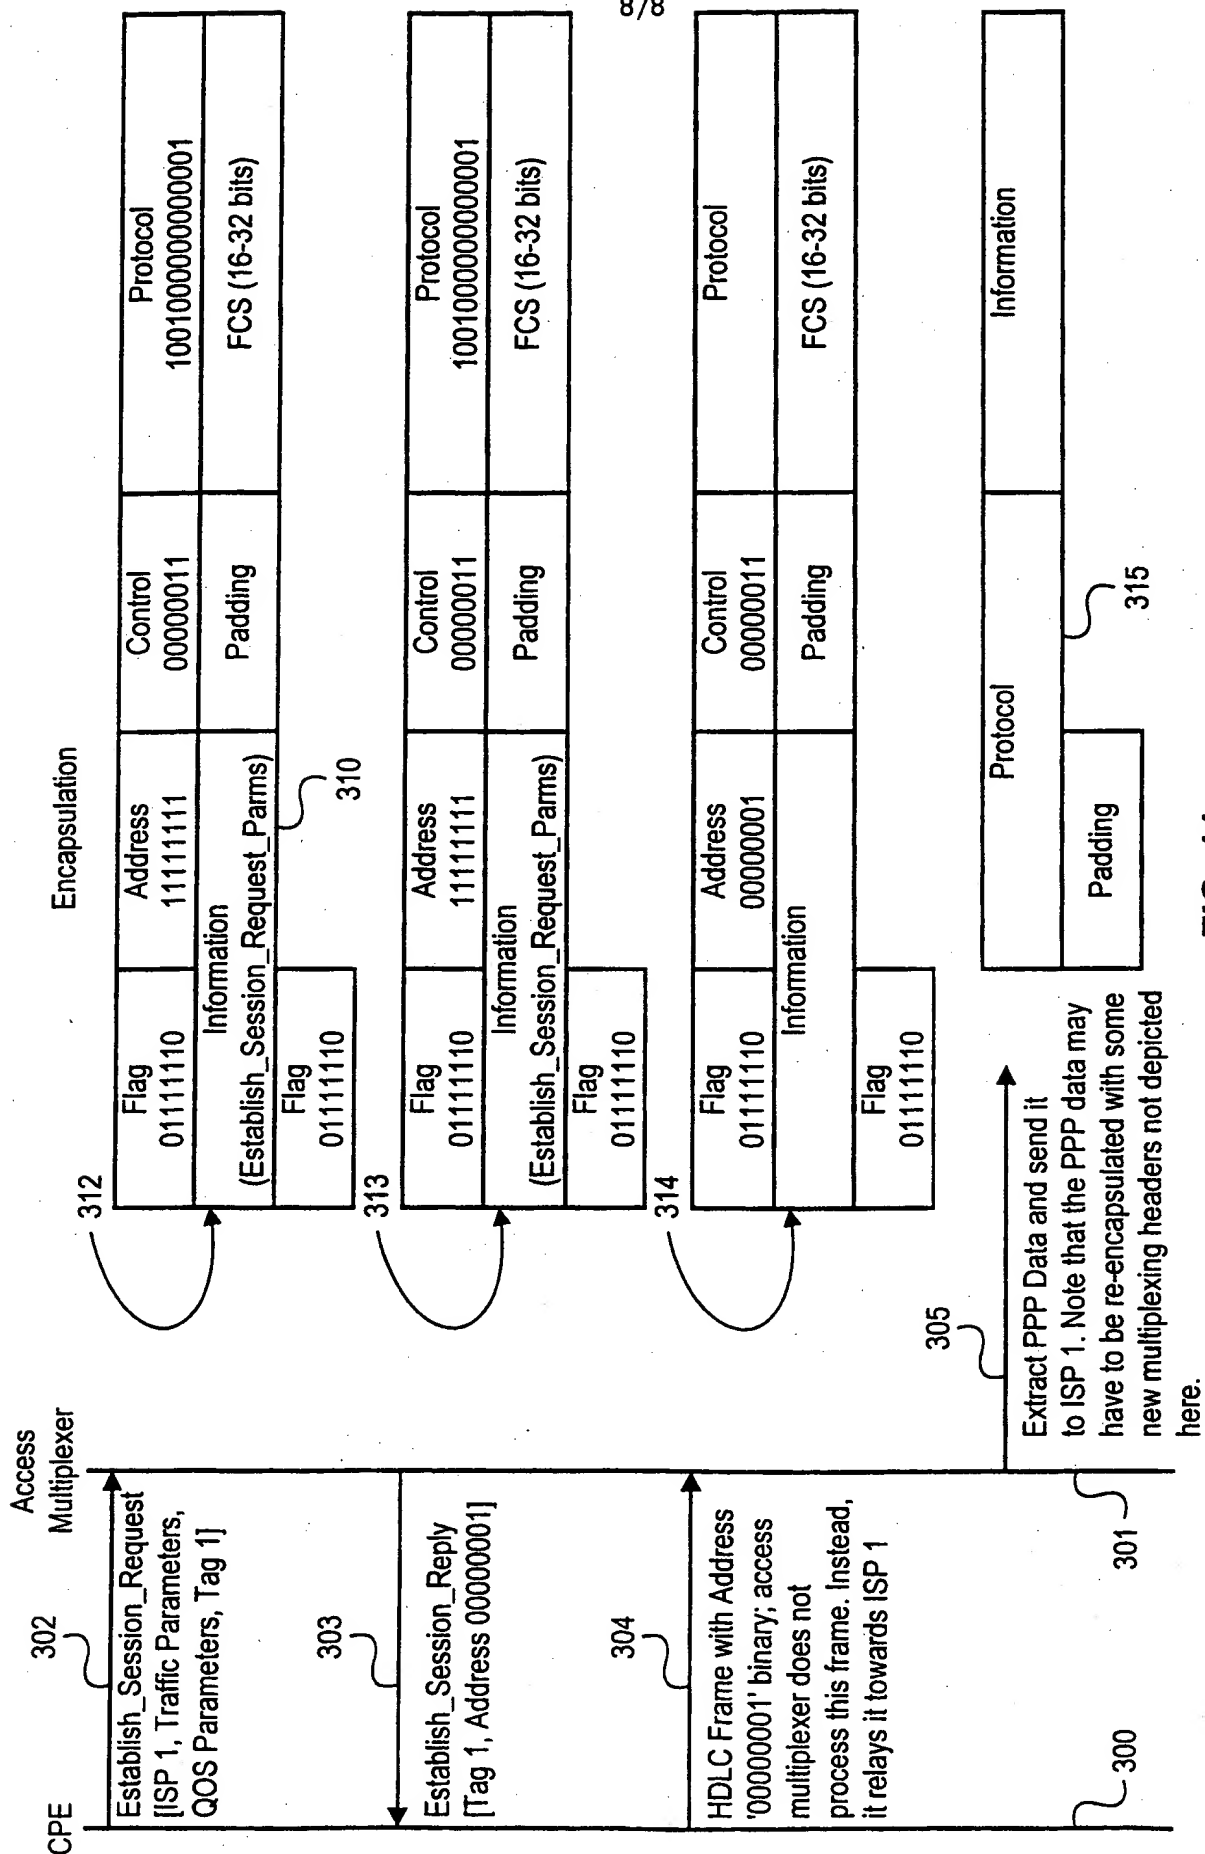 8/8
CPE
Access
Multiplexer
Encapsulation
302
Establish_Session_Request
[ISP 1, Traffic Parameters,
QOS Parameters, Tag 1]
312
Flag
01111110
Address
11111111
Control
00000011
Protocol
1001000000000001
Information
(Establish_Session_Request_Parms)
Padding
FCS (16-32 bits)
Flag
01111110
310
303
Establish_Session_Reply
[Tag 1, Address 0000001]
313
Flag
01111110
Address
11111111
Control
00000011
Protocol
1001000000000001
Information
(Establish_Session_Request_Parms)
Padding
FCS (16-32 bits)
Flag
01111110
304
HDLC Frame with Address
'0000001' binary; access
multiplexer does not
process this frame. Instead,
it relays it towards ISP 1
314
Flag
01111110
Address
00000001
Control
00000011
Protocol
Information
Padding
FCS (16-32 bits)
Flag
01111110
305
Extract PPP Data and send it
to ISP 1. Note that the PPP data may
have to be re-encapsulated with some
new multiplexing headers not depicted
here.
Protocol
Information
Padding
315
300
301